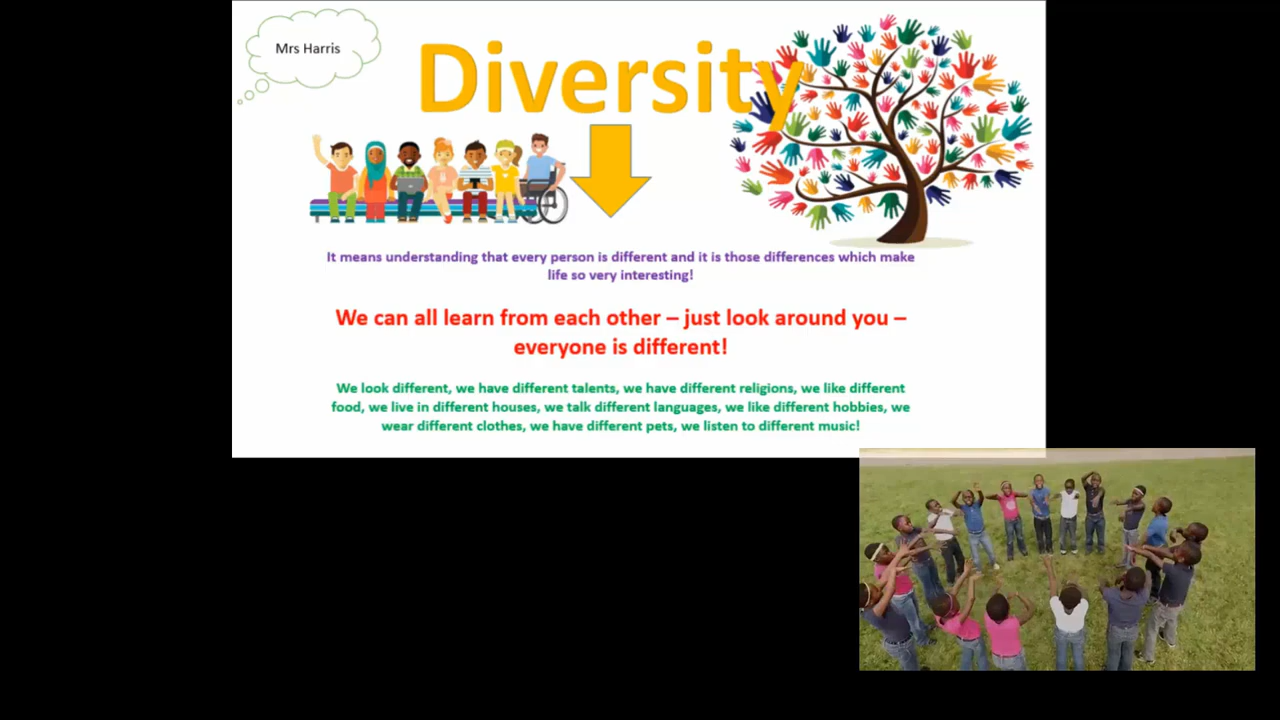 Mrs Harris
Diversity
It means understanding that every person is different and it is those differences which make
life so very interesting!
We can all learn from each other – just look around you –
everyone is different!
We look different, we have different talents, we have different religions, we like different
food, we live in different houses, we talk different languages, we like different hobbies, we
wear different clothes, we have different pets, we listen to different music!